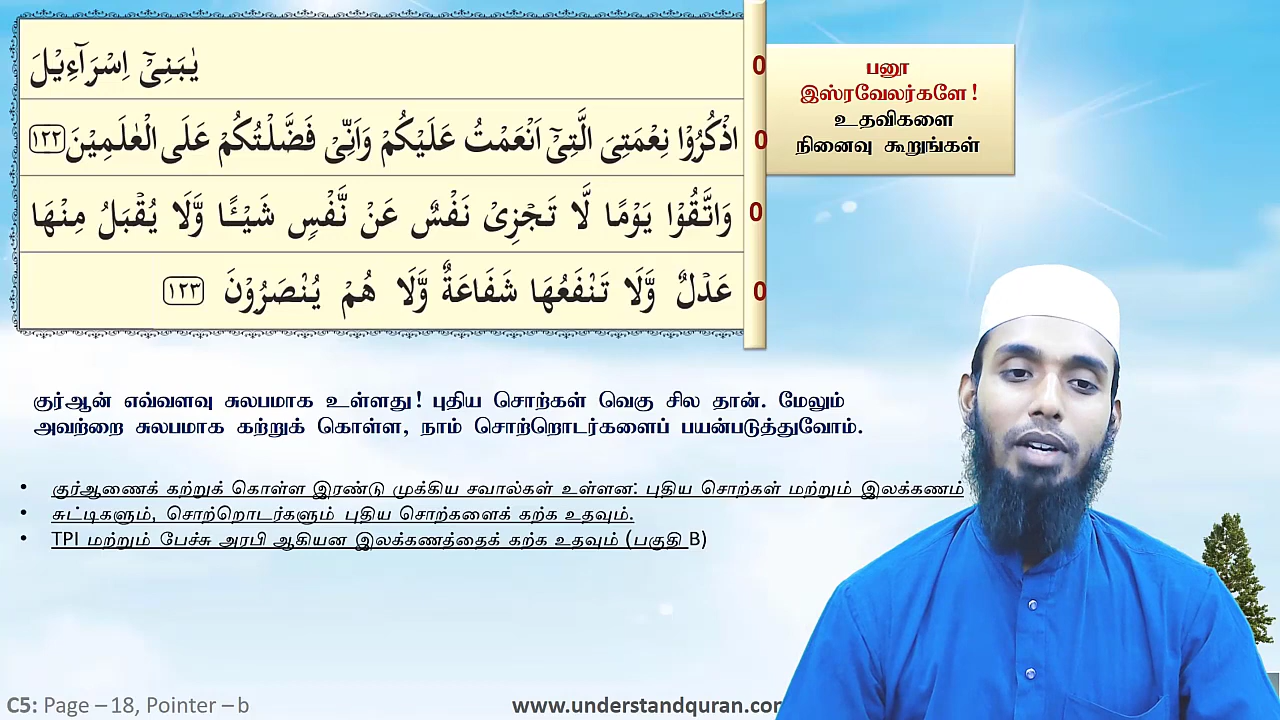 يٰبَنِىْٓ اِسْرَآءِيْلَ
اذْكُرُوْا نِعْمَتِىَ الَّتِىْٓ اَنْعَمْتُ عَلَيْكُمْ وَاَنِّىْ فَضَّلْتُكُمْ عَلَى الْعٰلَمِيْنَ ١٢٢
وَاتَّقُوْا يَوْمًا لَّا تَجْزِىْ نَفْسٌ عَنْ نَّفْسٍ شَيْـًٔا وَّلَا يُقْبَلُ مِنْهَا
عَدْلٌ وَّلَا تَنْفَعُهَا شَفَاعَةٌ وَّلَا هُمْ يُنْصَرُوْنَ ١٢٣
0
0
0
0
பனூ
இஸ்ரவேலர்களே!
உதவிகளை
நினைவு கூறுங்கள்
குர்ஆன் எவ்வளவு சுலபமாக உள்ளது! புதிய சொற்கள் வெகு சில தான். மேலும்
அவற்றை சுலபமாக கற்றுக் கொள்ள, நாம் சொற்றொடர்களைப் பயன்படுத்துவோம்.
• குர்ஆணைக் கற்றுக் கொள்ள இரண்டு முக்கிய சவால்கள் உள்ளன: புதிய சொற்கள் மற்றும் இலக்கணம்
• சுட்டிகளும், சொற்றொடர்களும் புதிய சொற்களைக் கற்க உதவும்.
• TPI மற்றும் பேச்சு அரபி ஆகியன இலக்கணத்தைக் கற்க உதவும் (பகுதி B)
C5: Page – 18, Pointer – b
www.understandquran.cor